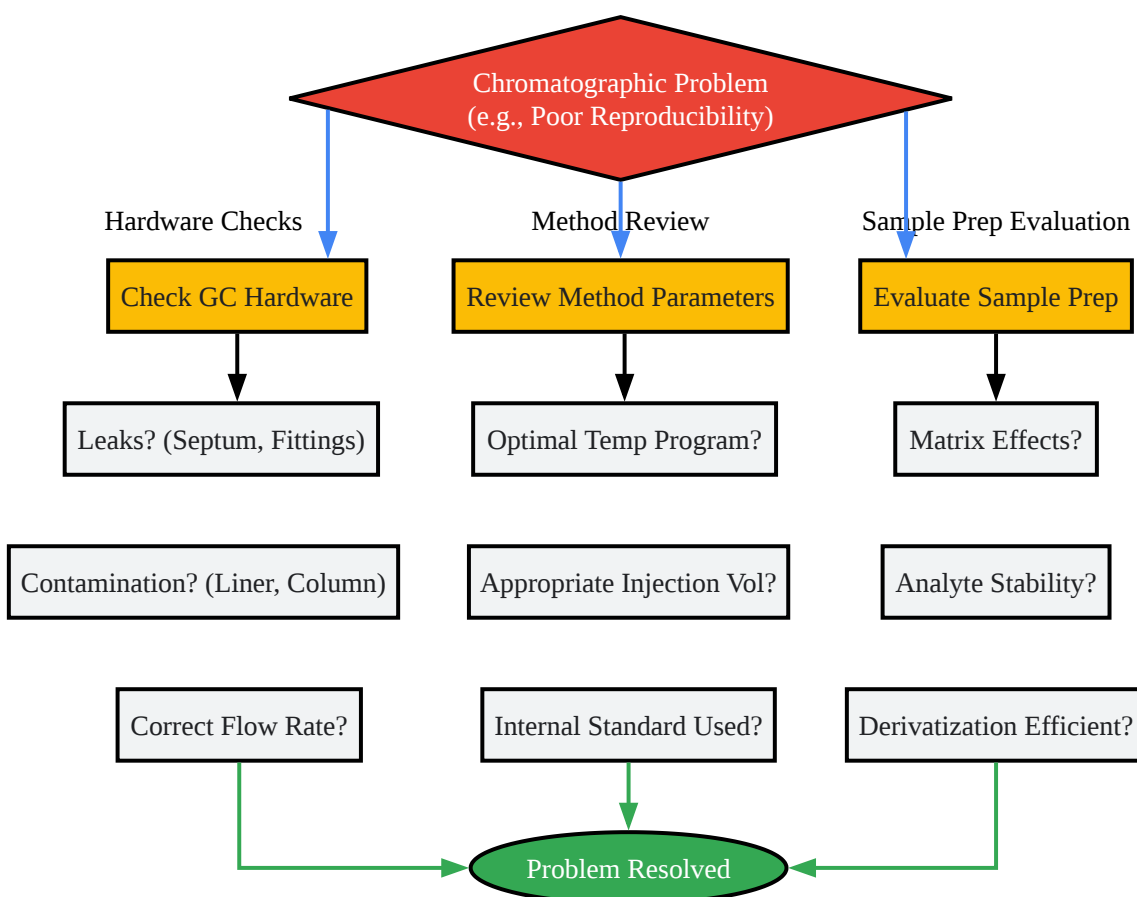 Chromatographic Problem
(e.g., Poor Reproducibility)
Hardware Checks
Method Review
Sample Prep Evaluation
Check GC Hardware
Review Method Parameters
Evaluate Sample Prep
Leaks? (Septum, Fittings)
Optimal Temp Program?
Matrix Effects?
Contamination? (Liner, Column)
Appropriate Injection Vol?
Analyte Stability?
Correct Flow Rate?
Internal Standard Used?
Derivatization Efficient?
Problem Resolved